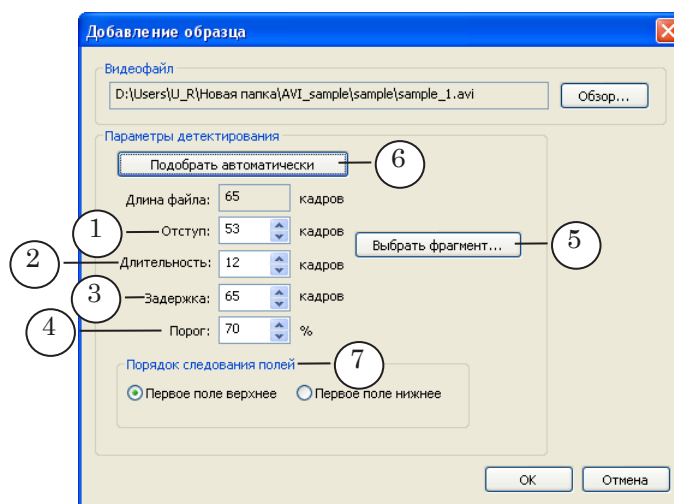 Добавление образца
Видеофайл
D:\Users\U_R\Новая папка\AVI_sample\sample\sample_1.avi
Обзор...
Параметры детектирования
Подобрать автоматически
6
Длина файла: 65 кадров
1
Отступ: 53 кадров
Выбрать фрагмент...
5
2
Длительность: 12 кадров
3
Задержка: 65 кадров
4
Порог: 70 %
Порядок следования полей
7
Первое поле верхнее
Первое поле нижнее
ОК
Отмена